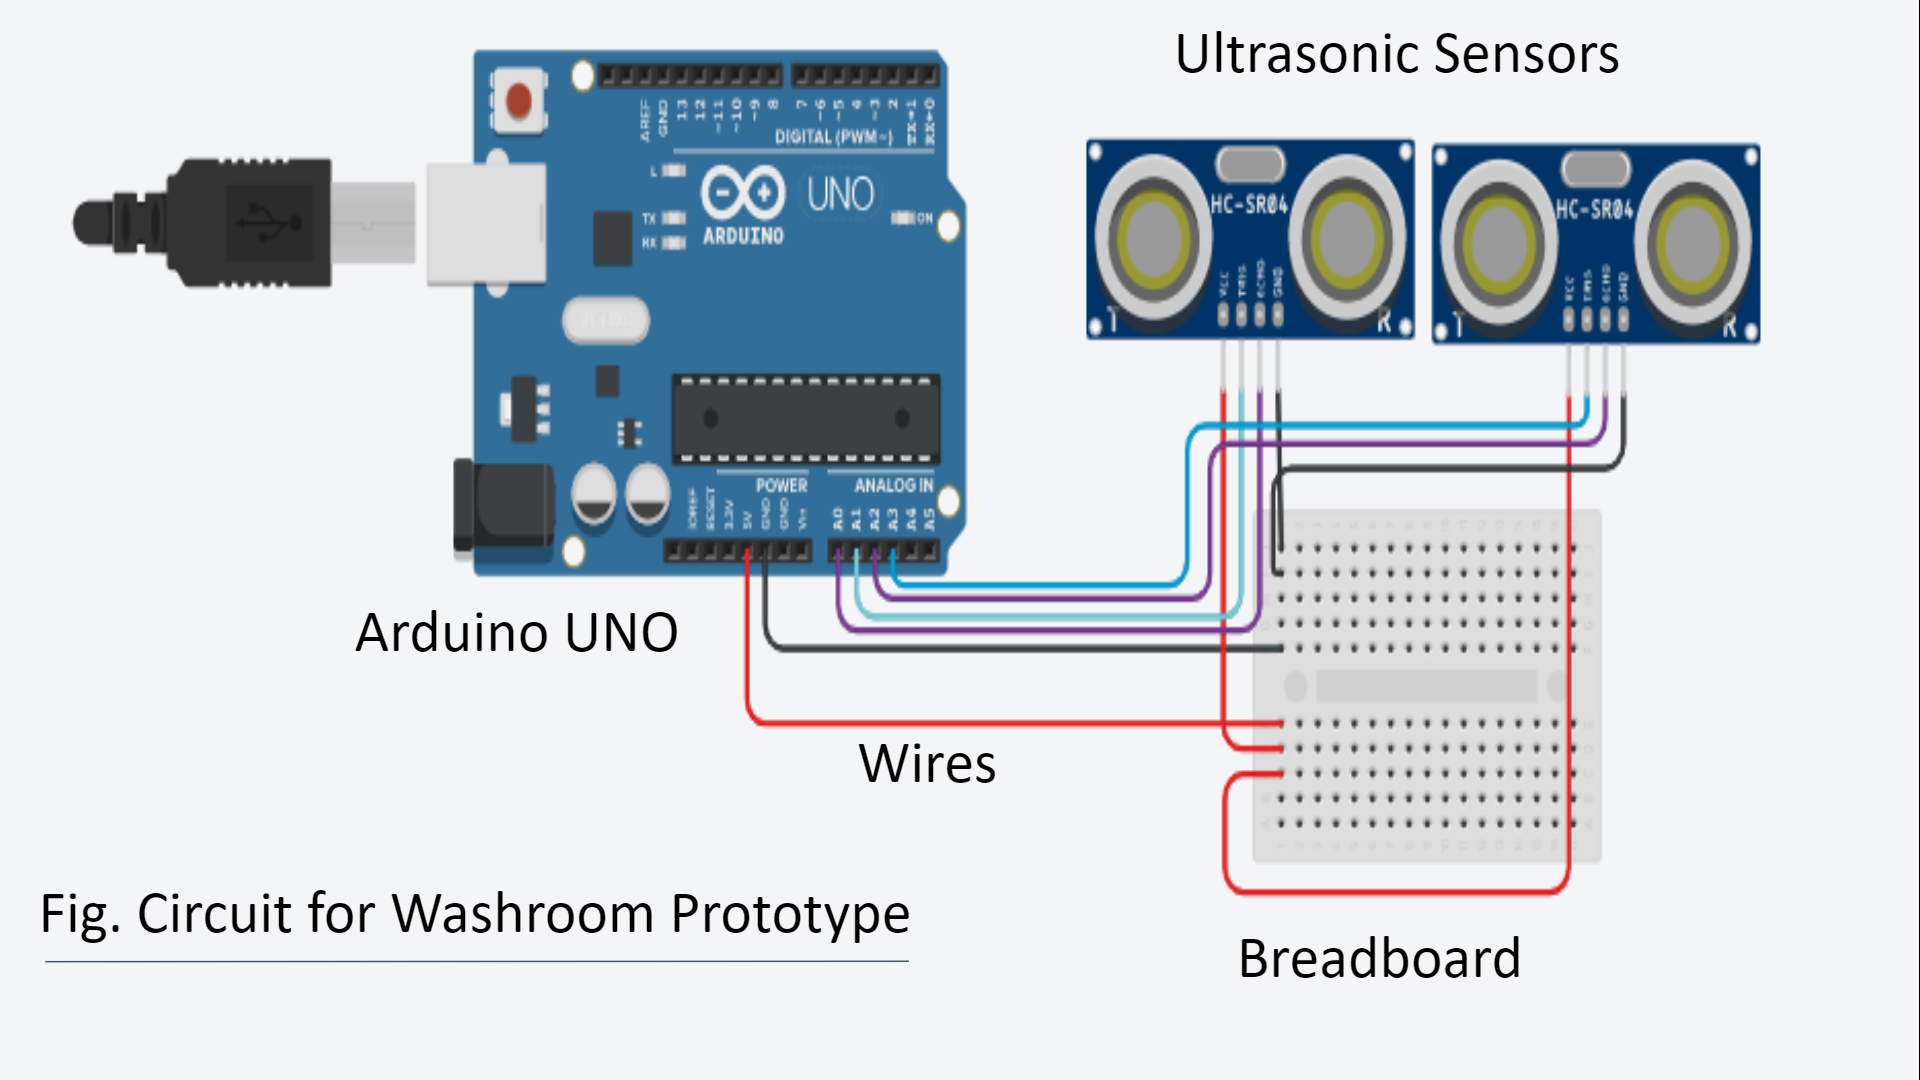 Ultrasonic Sensors
AREF
GND
13
12
~11
~10
~9
8
7
~6
~5
4
~3
2
TX→1
RX←0
DIGITAL (PWM~)
L
TX
RX
ON
UNO
ARDUINO
HC-SR04
VCC
TRIG
ECHO
GND
T
R
HC-SR04
VCC
TRIG
ECHO
GND
T
R
POWER
ANALOG IN
IOREF
RESET
3.3V
5V
GND
GND
Vin
A0
A1
A2
A3
A4
A5
Arduino UNO
Wires
Fig. Circuit for Washroom Prototype
Breadboard